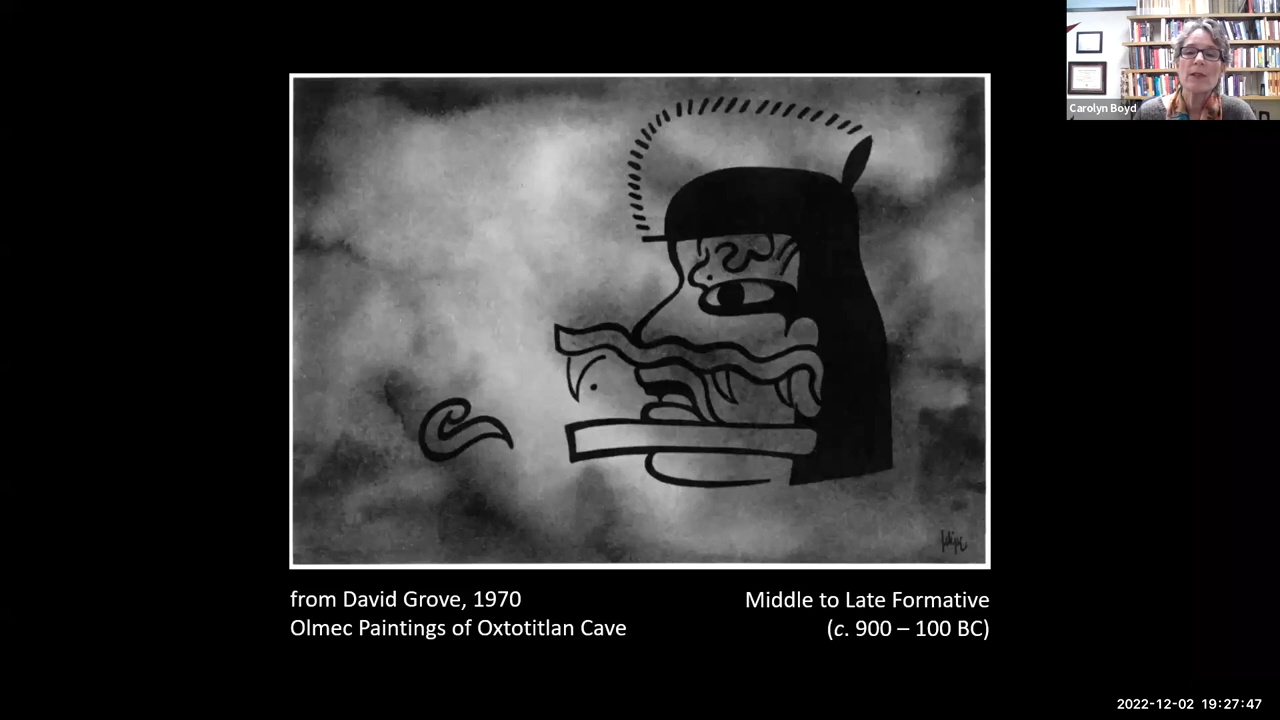 Carolyn Boyd
felipe
from David Grove, 1970
Olmec Paintings of Oxtotitlan Cave
Middle to Late Formative
(c. 900 – 100 BC)
2022-12-02 19:27:47